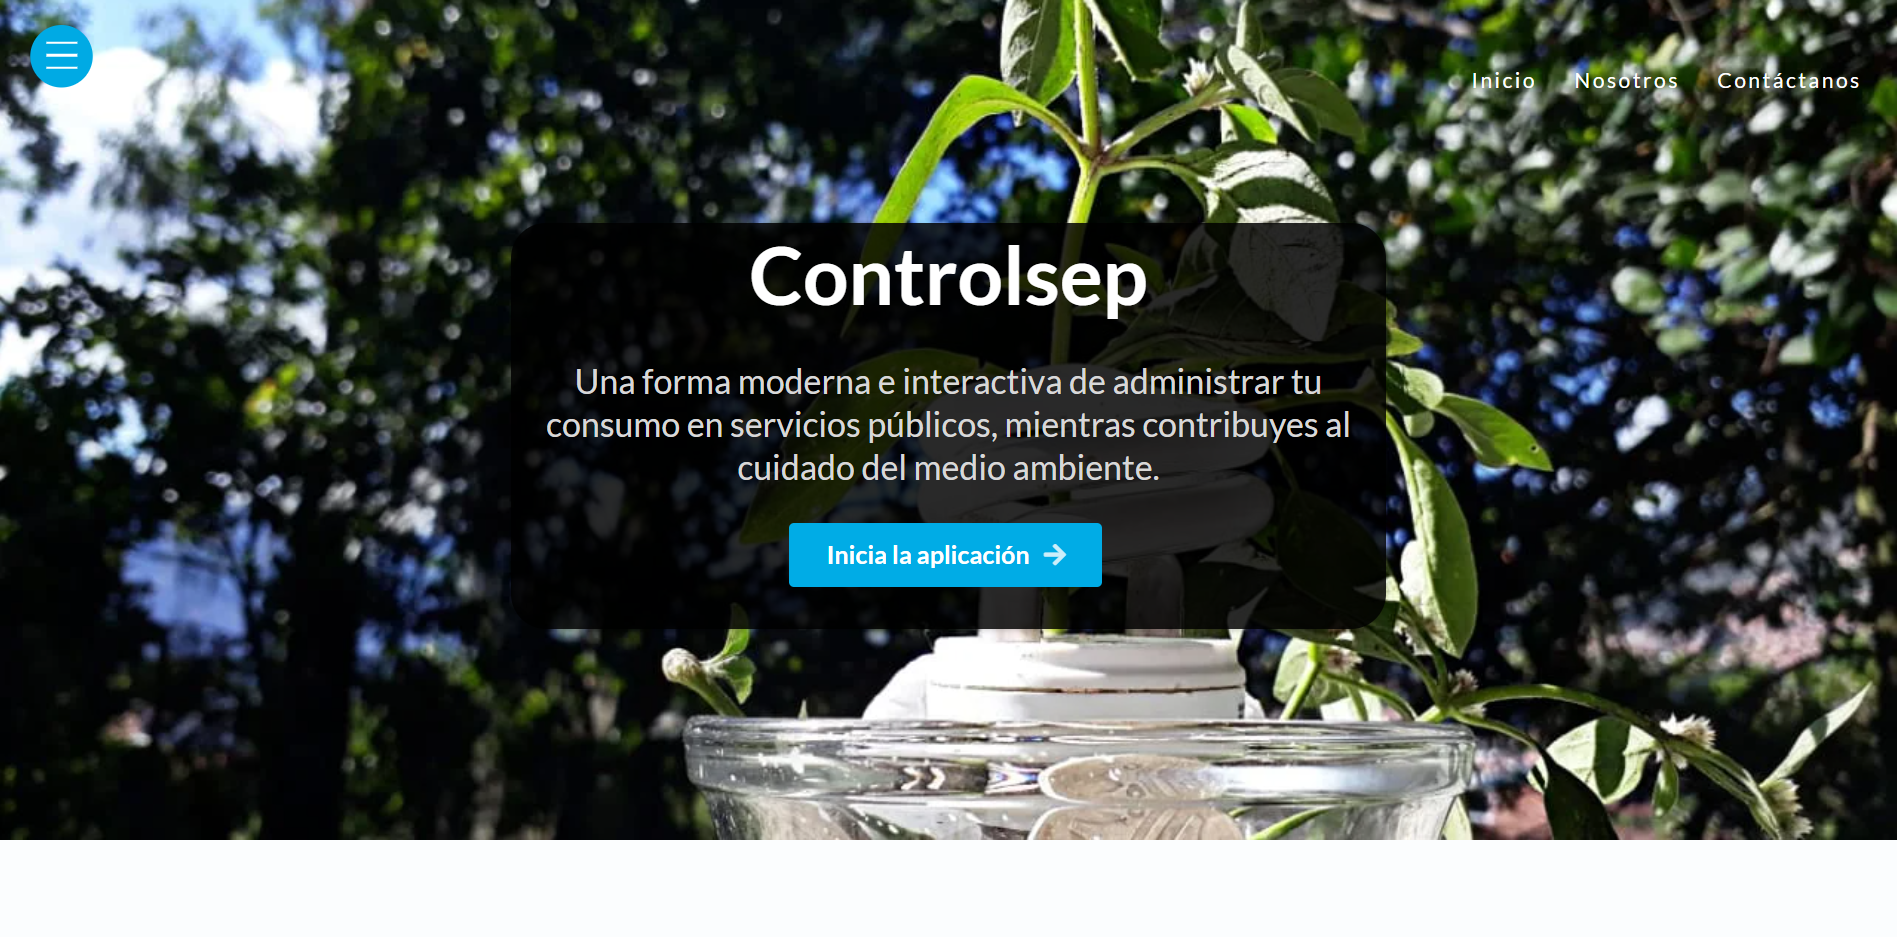 Inicio
Nosotros
Contáctanos
Controlsep
Una forma moderna e interactiva de administrar tu
consumo en servicios públicos, mientras contribuyes al
cuidado del medio ambiente.
Inicia la aplicación